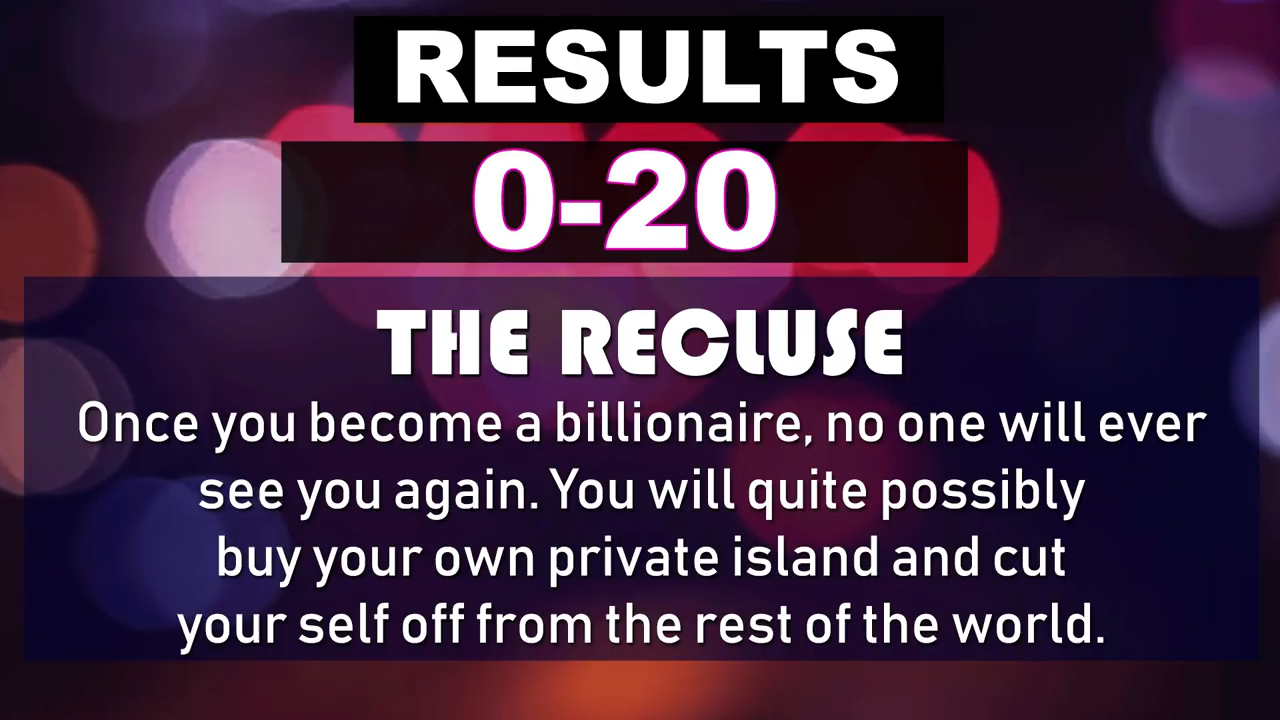 RESULTS
0-20
THE RECLUSE
Once you become a billionaire, no one will ever
see you again. You will quite possibly
buy your own private island and cut
your self off from the rest of the world.